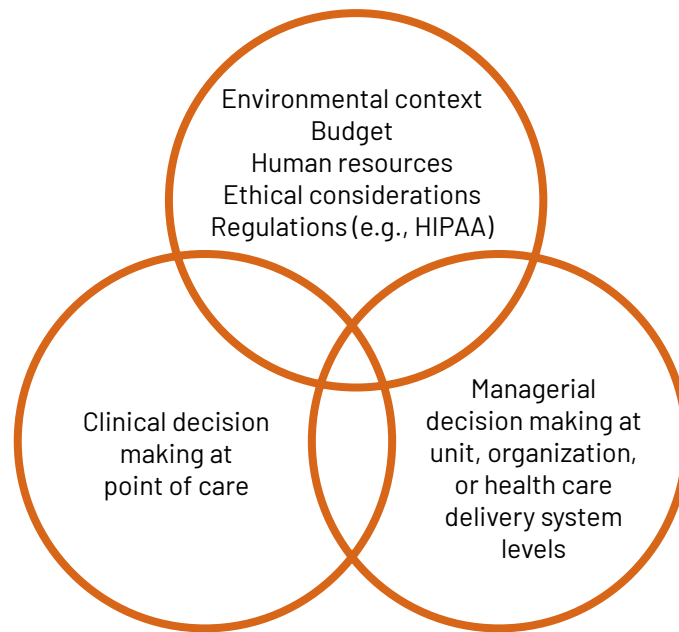 Environmental context
Budget
Human resources
Ethical considerations
Regulations (e.g., HIPAA)
Clinical decision
making at
point of care
Managerial
decision making at
unit, organization,
or health care
delivery system
levels